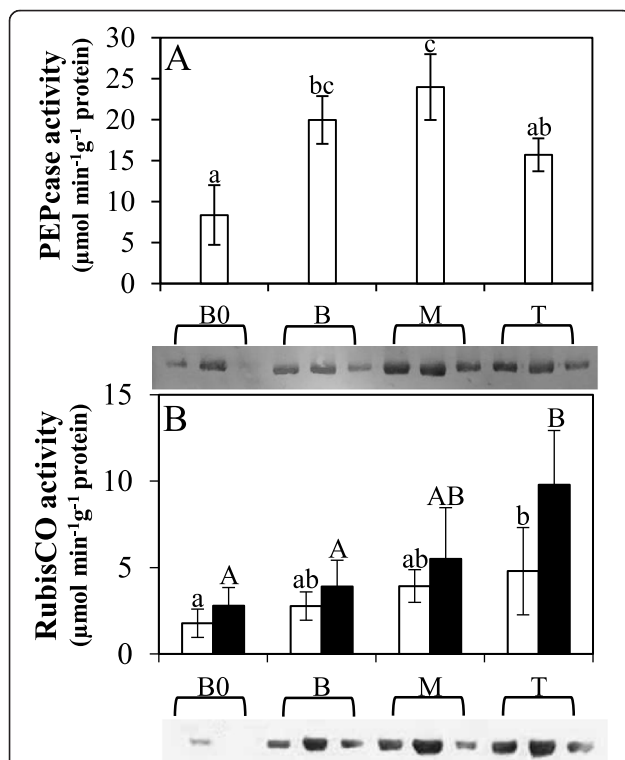 A
PEPcase activity
(µmol min-1g-1 protein)
30
25
20
15
10
5
0
a
bc
c
ab
B0 B M T
B
RubisCO activity
(µmol min-1g-1 protein)
15
10
5
0
a A
ab A
ab AB
b B
B0 B M T